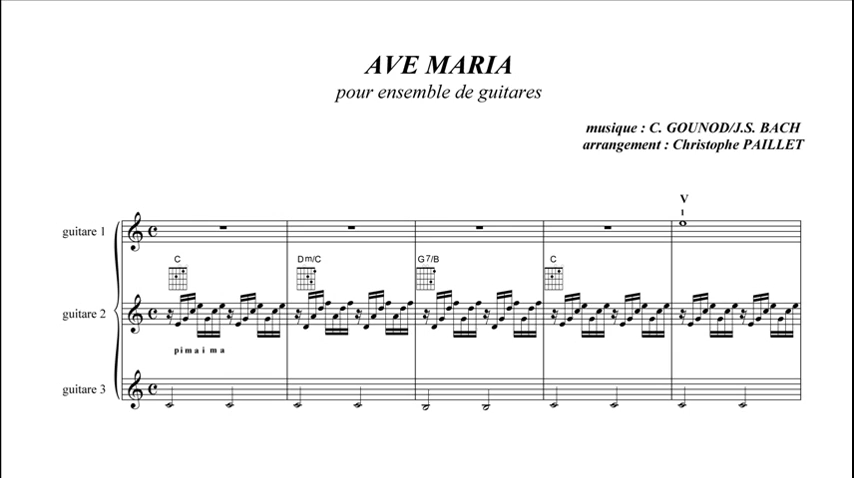 AVE MARIA
pour ensemble de guitares
musique : C. GOUNOD/J.S. BACH
arrangement : Christophe PAILLET
V
1
guitare 1
C Dm/C G7/B C
guitare 2
p i m a i m a
guitare 3